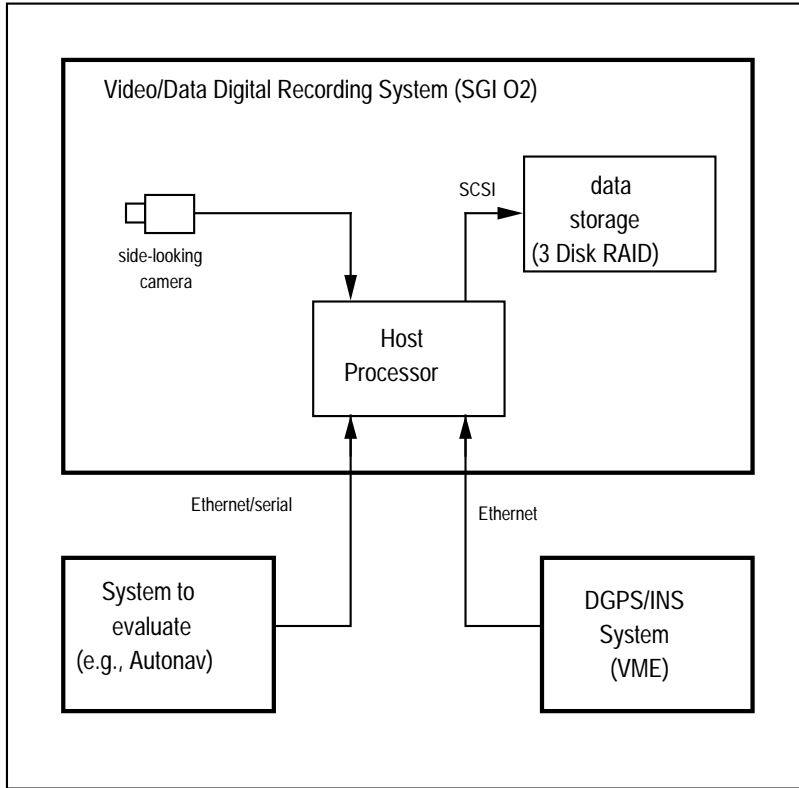 Video/Data Digital Recording System (SGI O2)
side-looking
camera
SCSI
data
storage
(3 Disk RAID)
Host
Processor
Ethernet/serial
Ethernet
System to
evaluate
(e.g., Autonav)
DGPS/INS
System
(VME)